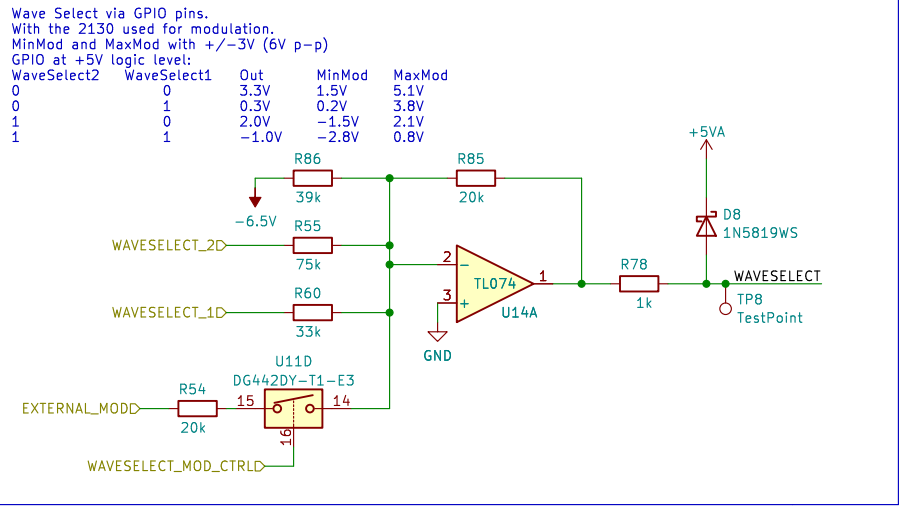 Wave Select via GPIO pins.
With the 2130 used for modulation.
MinMod and MaxMod with +/-3V (6V p-p)
GPIO at +5V logic level:
WaveSelect2 WaveSelect1 Out MinMod MaxMod
0 0 3.3V 1.5V 5.1V
0 1 0.3V 0.2V 3.8V
1 0 2.0V -1.5V 2.1V
1 1 -1.0V -2.8V 0.8V
+5VA
R86
39k
-6.5V
R85
20k
D8
1N5819WS
R55
WAVESELECT_2
75k
2
-
TL074
1
3
+
U14A
GND
R78
1k
WAVESELECT
TP8
TestPoint
R60
WAVESELECT_1
33k
U11D
DG442DY-T1-E3
R54
EXTERNAL_MOD
20k
15
14
16
WAVESELECT_MOD_CTRL